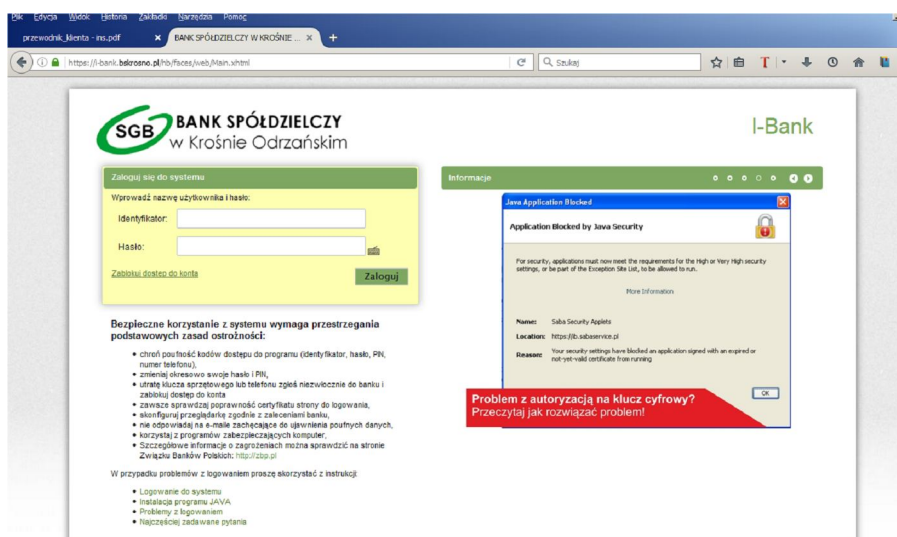 Plik Edycja Widok Historia Zakładki Narzędzia Pomoc
przewodnik_klienta - ins.pdf × BANK SPÓŁDZIELCZY W KROŚNIE ... × +
https://i-bank.bskrosno.pl/hb/faces/web/Main.xhtml
Szukaj
SGB
BANK SPÓŁDZIELCZY
w Krośnie Odrzańskim
I-Bank
Zaloguj się do systemu
Wprowadź nazwę użytkownika i hasło:
Identyfikator:
Hasło:
Zablokuj dostęp do konta
Zaloguj
Informacje
Java Application Blocked
Application Blocked by Java Security
For security, applications must now meet the requirements for the High or Very High security
settings, or be part of the Exception Site List, to be allowed to run.
More Information
Name: Saba Security Applets
Location: https://ib.sabaservice.pl
Reason: Your security settings have blocked an application signed with an expired or
not-yet-valid certificate from running
OK
Problem z autoryzacją na klucz cyfrowy?
Przeczytaj jak rozwiązać problem!
Bezpieczne korzystanie z systemu wymaga przestrzegania
podstawowych zasad ostrożności:
• chroń poufność kodów dostępu do programu (identyfikator, hasło, PIN,
numer telefonu),
• zmieniaj okresowo swoje hasło i PIN,
• utratę klucza sprzętowego lub telefonu zgłoś niezwłocznie do banku i
zablokuj dostęp do konta
• zawsze sprawdzaj poprawność certyfikatu strony do logowania,
• skonfiguruj przeglądarkę zgodnie z zaleceniami banku,
• nie odpowiadaj na e-maile zachęcające do ujawnienia poufnych danych,
• korzystaj z programów zabezpieczających komputer,
• Szczegółowe informacje o zagrożeniach można sprawdzić na stronie
Związku Banków Polskich: http://zbp.pl
W przypadku problemów z logowaniem proszę skorzystać z instrukcji:
• Logowanie do systemu
• Instalacja programu JAVA
• Problemy z logowaniem
• Najczęściej zadawane pytania